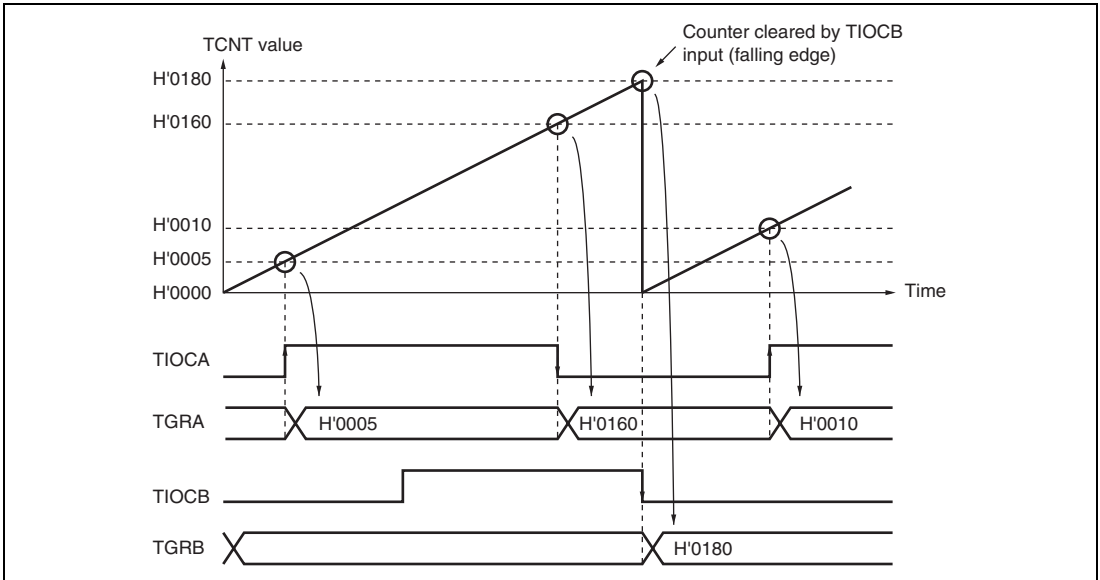 Counter cleared by TIOCB
input (falling edge)
TCNT value
H'0180
H'0160
H'0010
H'0005
H'0000
Time
TIOCA
TGRA
H'0005
H'0160
H'0010
TIOCB
TGRB
H'0180